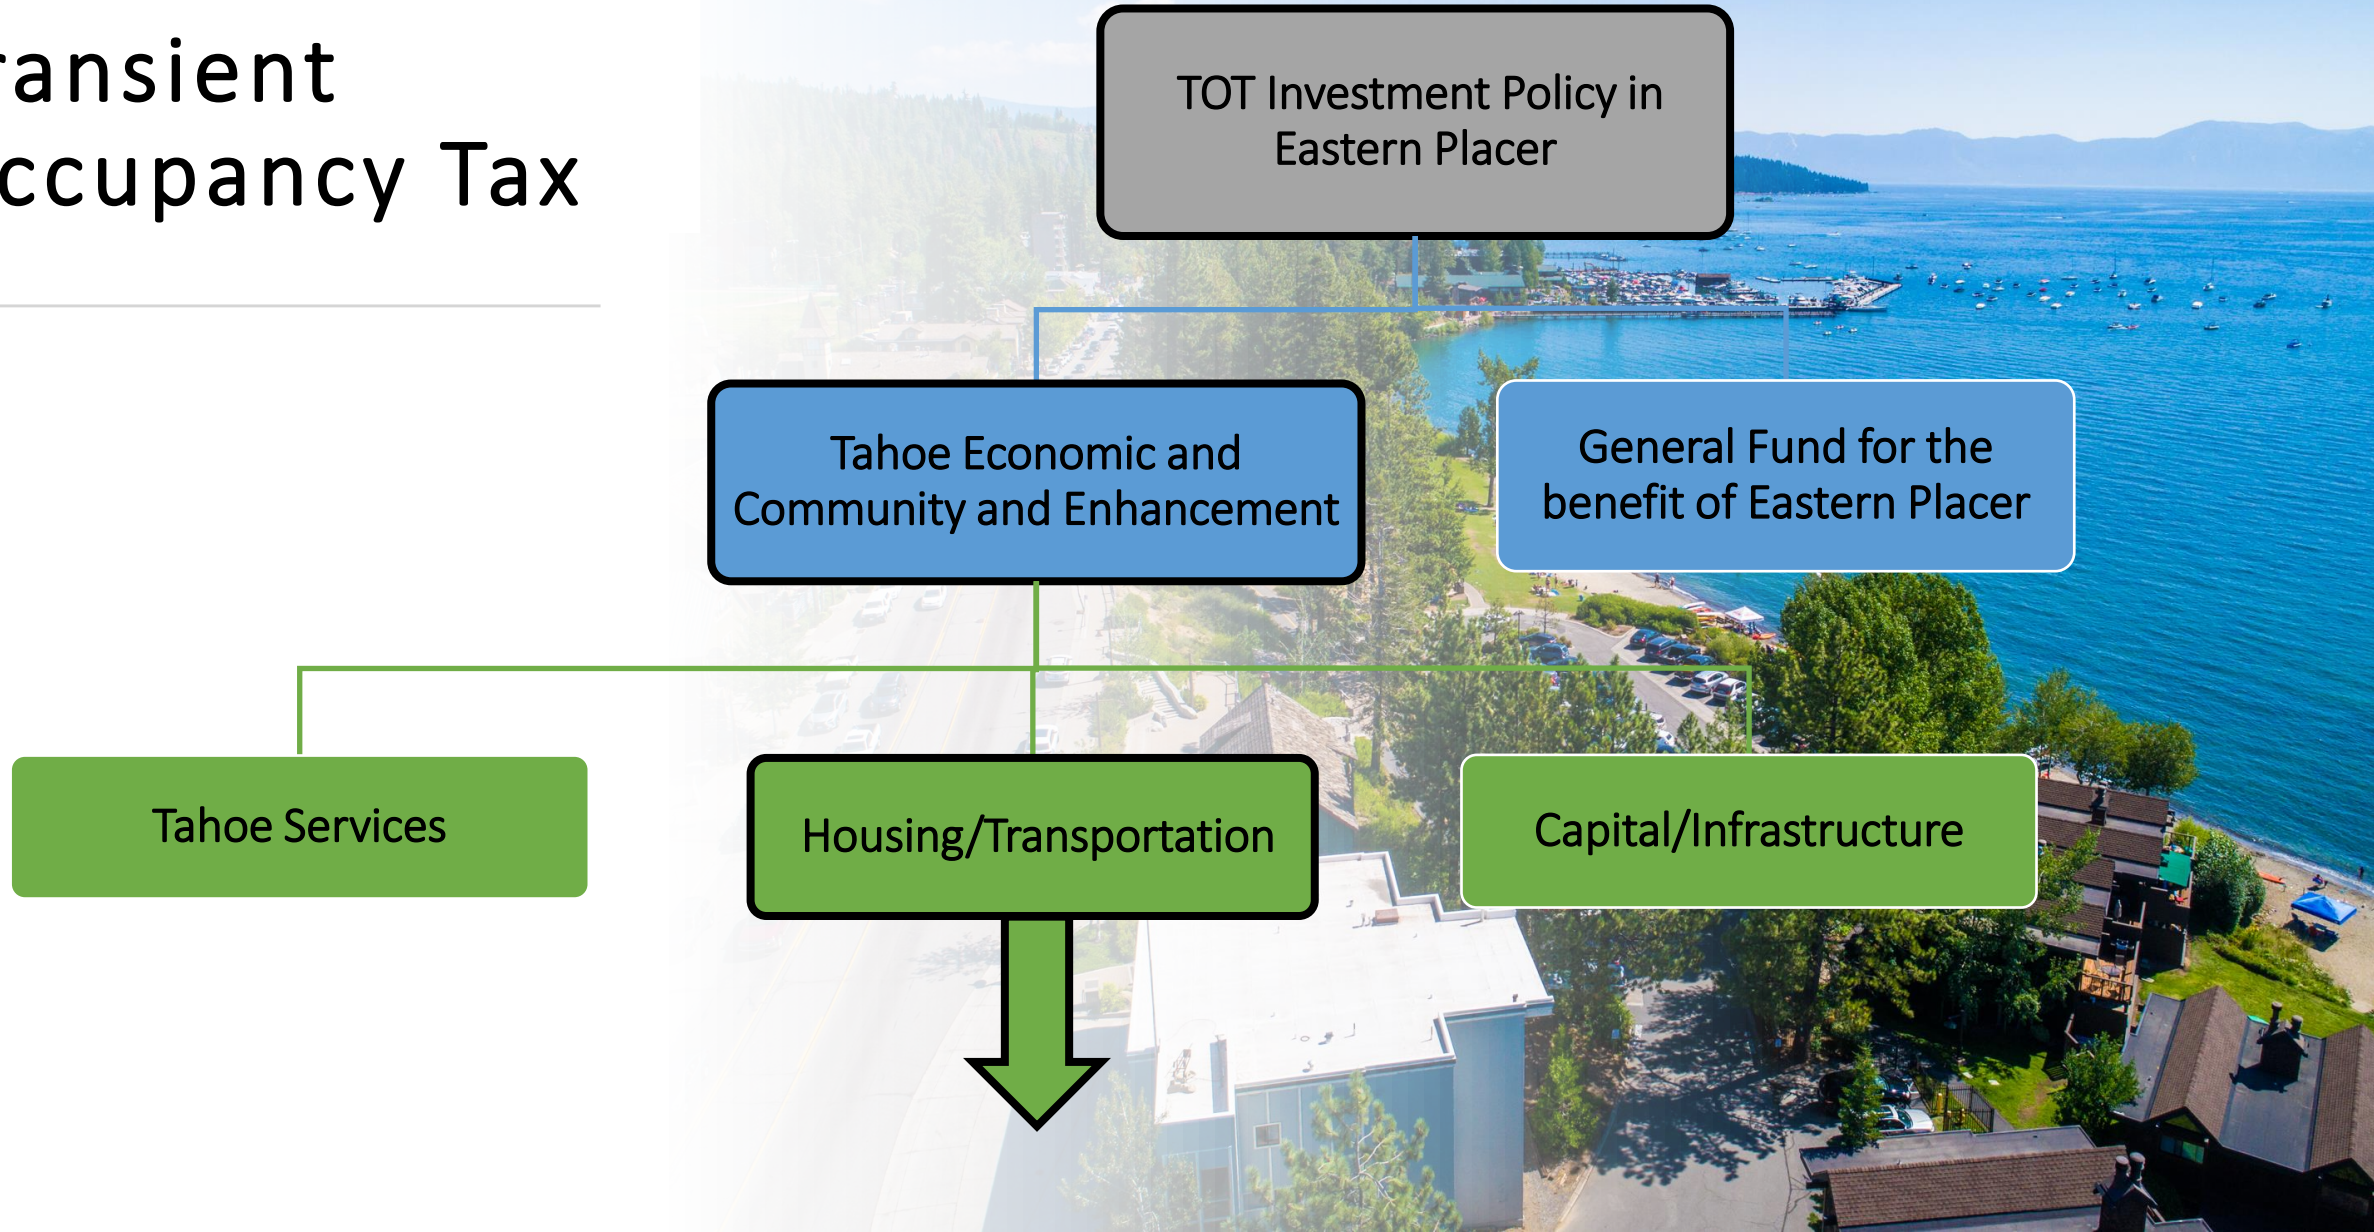 ransient
ccupancy Tax
TOT Investment Policy in
Eastern Placer
Tahoe Economic and
Community and Enhancement
General Fund for the
benefit of Eastern Placer
Tahoe Services
Housing/Transportation
Capital/Infrastructure